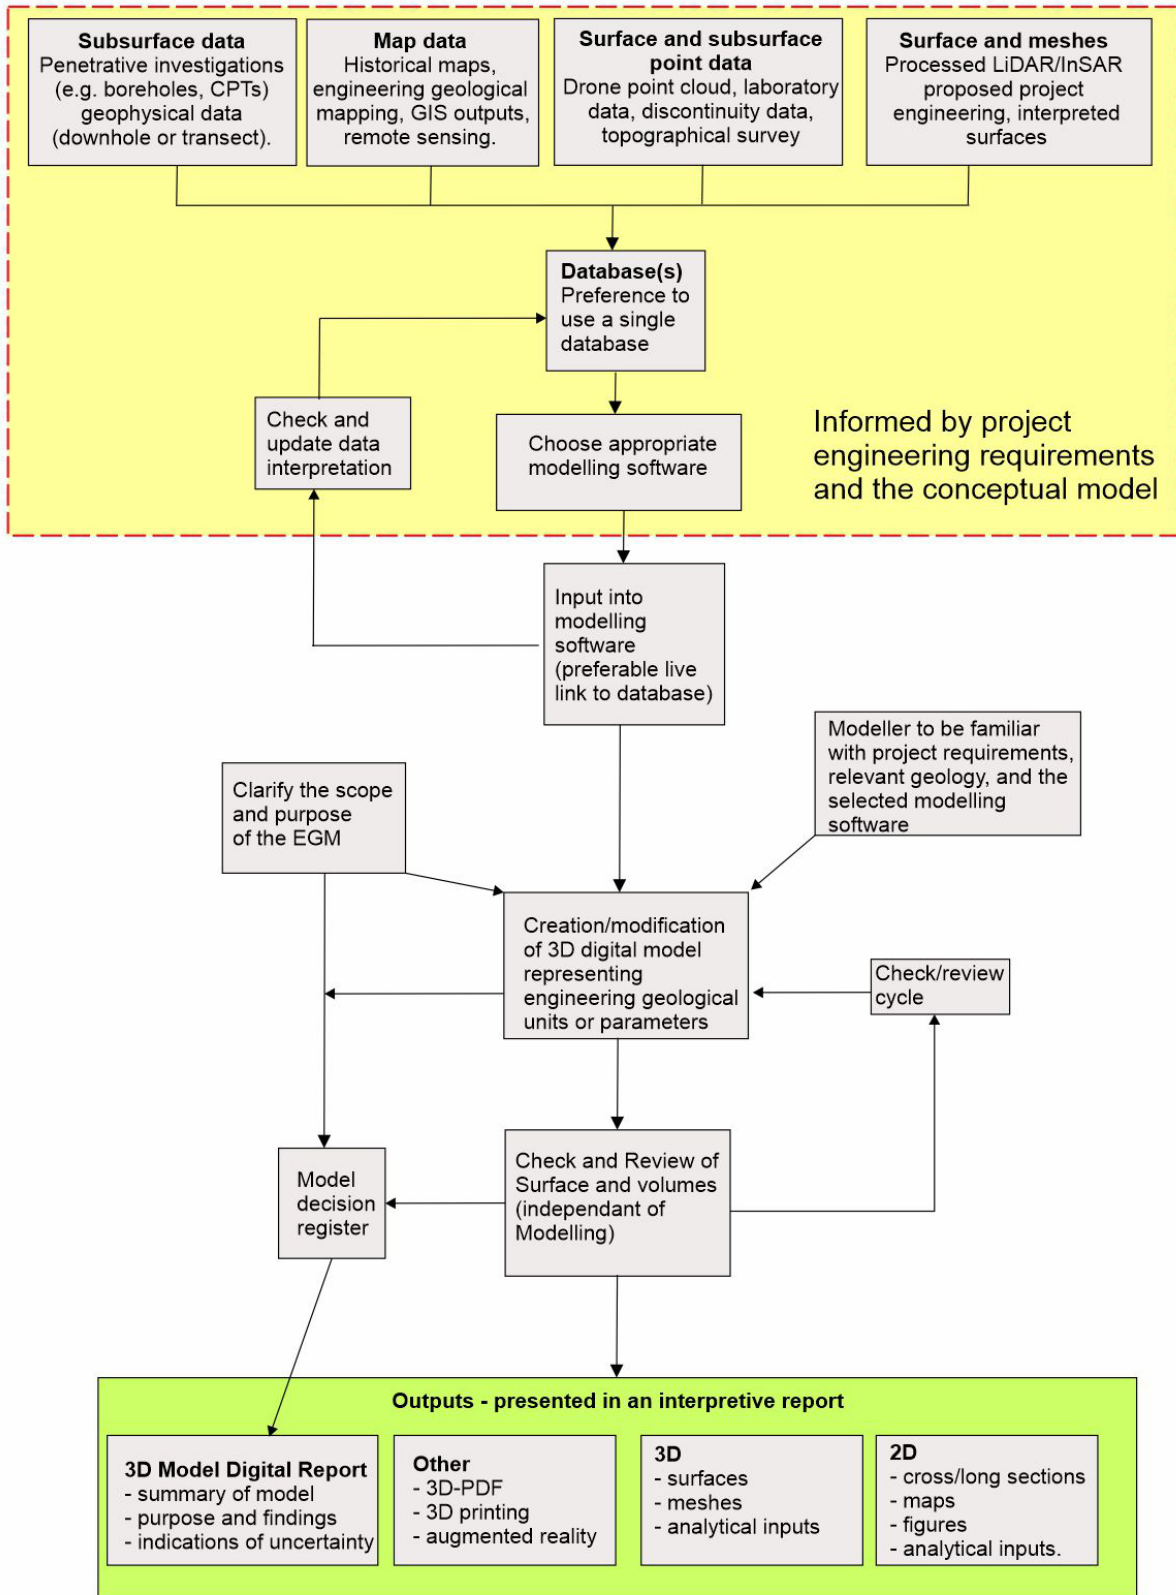 Subsurface data
Penetrative investigations
(e.g. boreholes, CPTs)
geophysical data
(downhole or transect).
Map data
Historical maps,
engineering geological
mapping, GIS outputs,
remote sensing.
Surface and subsurface
point data
Drone point cloud, laboratory
data, discontinuity data,
topographical survey
Surface and meshes
Processed LiDAR/InSAR
proposed project
engineering, interpreted
surfaces
Database(s)
Preference to
use a single
database
Check and
update data
interpretation
Choose appropriate
modelling software
Informed by project
engineering requirements
and the conceptual model
Input into
modelling
software
(preferable live
link to database)
Modeller to be familiar
with project requirements,
relevant geology, and the
selected modelling
software
Clarify the scope
and purpose
of the EGM
Creation/modification
of 3D digital model
representing
engineering geological
units or parameters
Check/review
cycle
Model
decision
register
Check and Review of
Surface and volumes
(independant of
Modelling)
Outputs - presented in an interpretive report
3D Model Digital Report
- summary of model
- purpose and findings
- indications of uncertainty
Other
- 3D-PDF
- 3D printing
- augmented reality
3D
- surfaces
- meshes
- analytical inputs
2D
- cross/long sections
- maps
- figures
- analytical inputs.